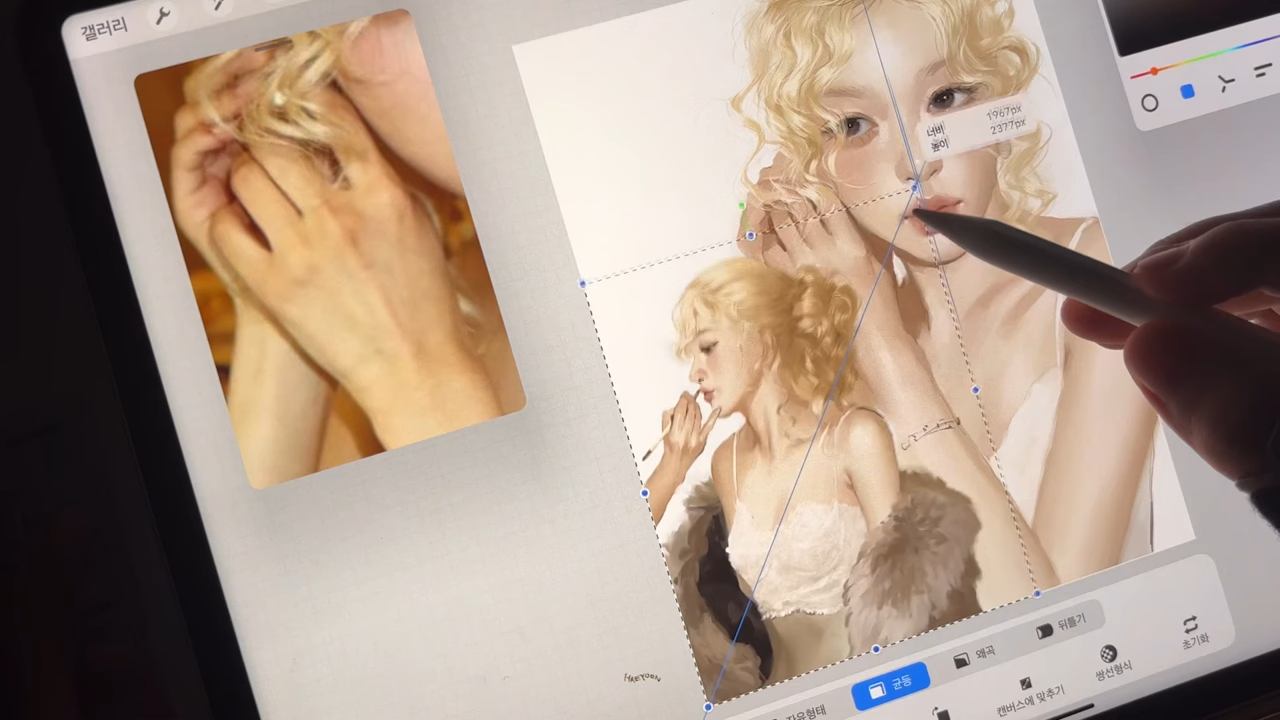 갤러리
너비 1967px
높이 2377px
자유형태
균등
왜곡
뒤틀기
캔버스에 맞추기
쌍선형식
초기화